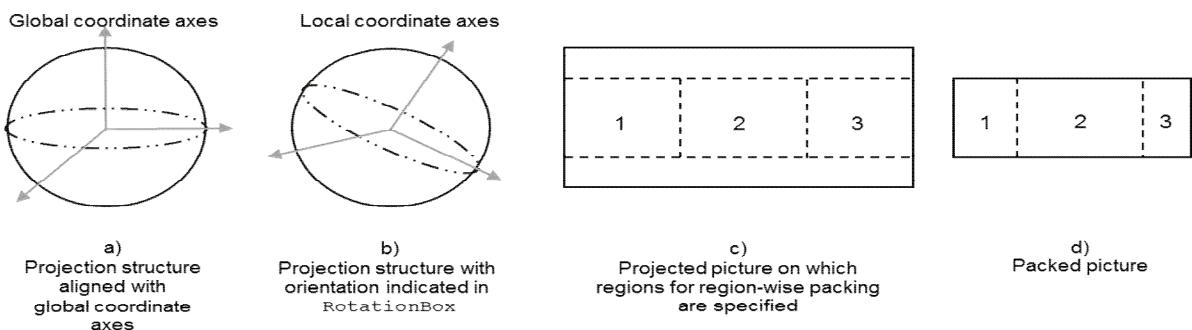 Global coordinate axes
Local coordinate axes
1 2 3
1 2 3
a)
Projection structure
aligned with
global coordinate
axes
b)
Projection structure with
orientation indicated in
RotationBox
c)
Projected picture on which
regions for region-wise packing
are specified
d)
Packed picture